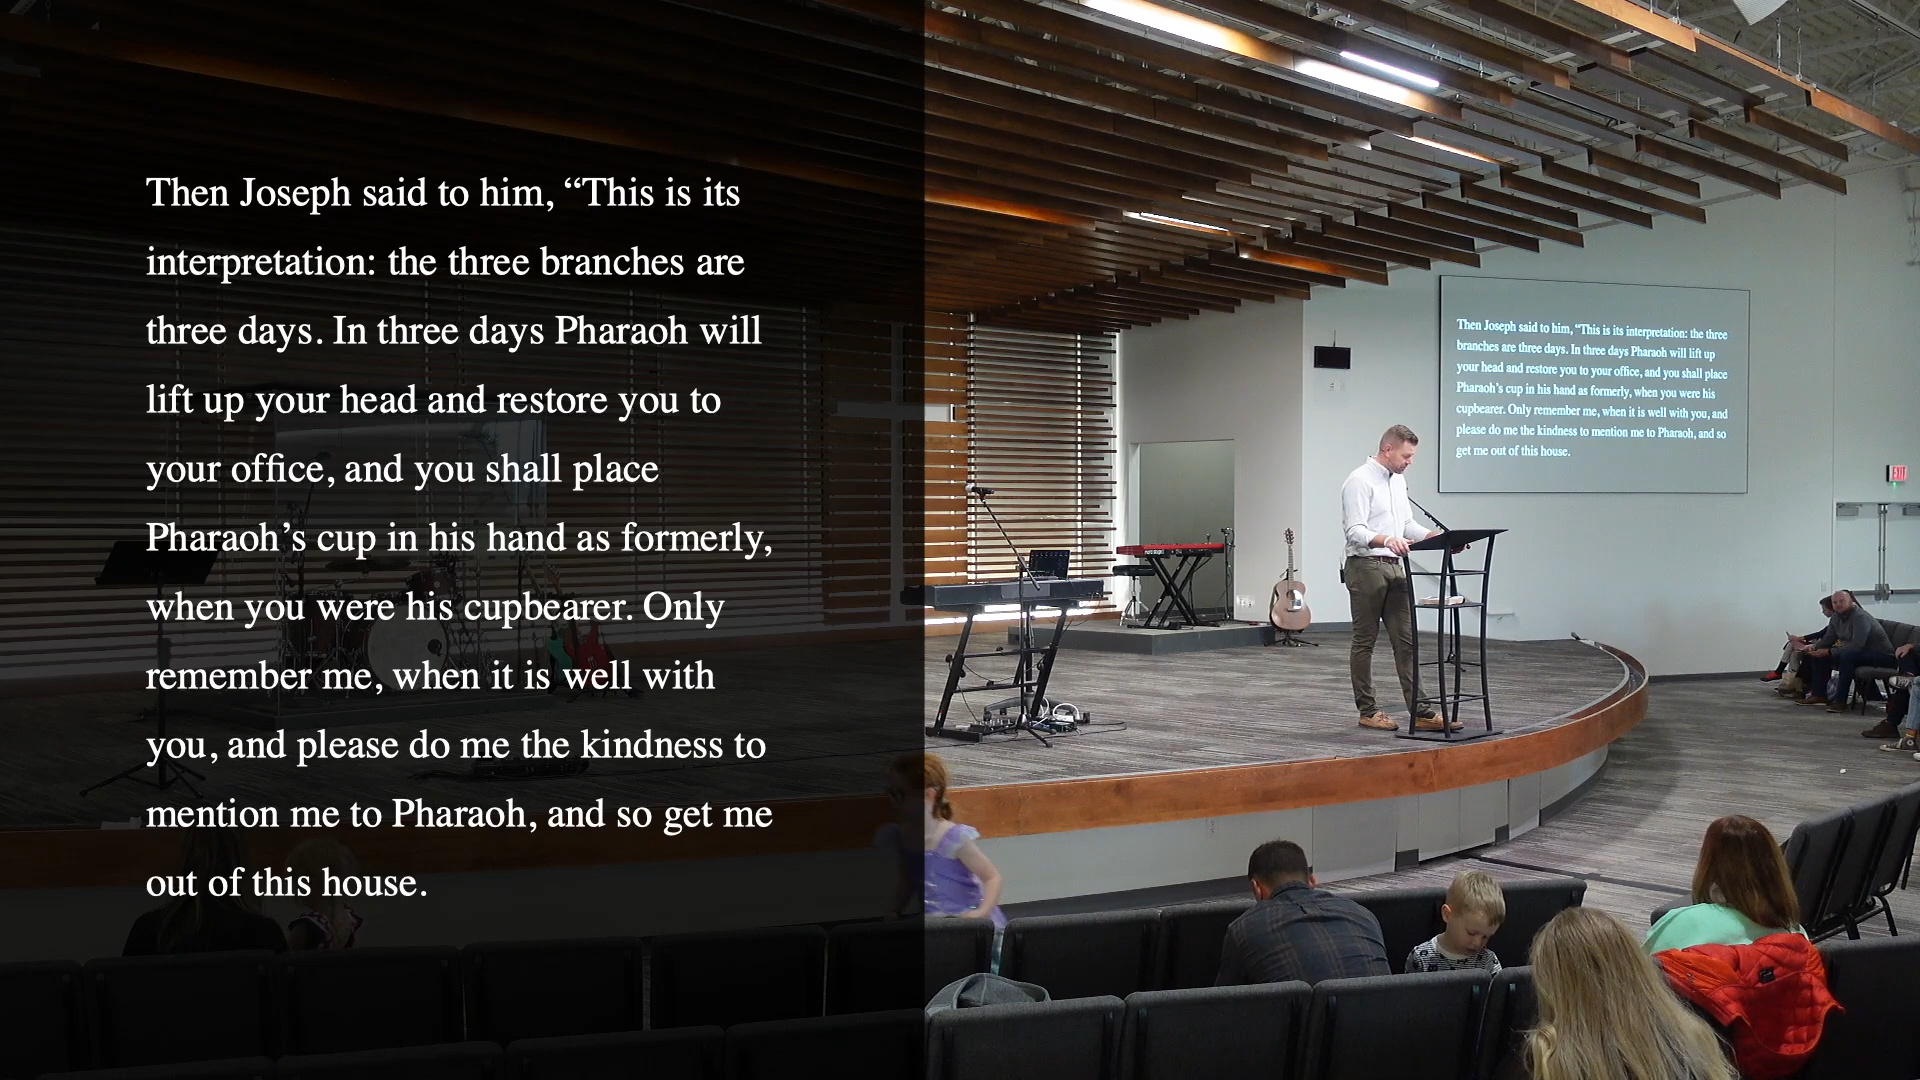 Then Joseph said to him, “This is its
interpretation: the three branches are
three days. In three days Pharaoh will
lift up your head and restore you to
your office, and you shall place
Pharaoh’s cup in his hand as formerly,
when you were his cupbearer. Only
remember me, when it is well with
you, and please do me the kindness to
mention me to Pharaoh, and so get me
out of this house.
Then Joseph said to him, “This is its interpretation: the three
branches are three days. In three days Pharaoh will lift up
your head and restore you to your office, and you shall place
Pharaoh’s cup in his hand as formerly, when you were his
cupbearer. Only remember me, when it is well with you, and
please do me the kindness to mention me to Pharaoh, and so
get me out of this house.
EXIT